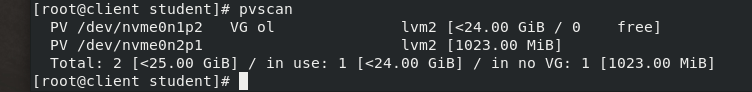 [root@client student]# pvscan
  PV /dev/nvme0n1p2   VG ol              lvm2 [<24.00 GiB / 0    free]
  PV /dev/nvme0n2p1                      lvm2 [1023.00 MiB]
  Total: 2 [<25.00 GiB] / in use: 1 [<24.00 GiB] / in no VG: 1 [1023.00 MiB]
[root@client student]#